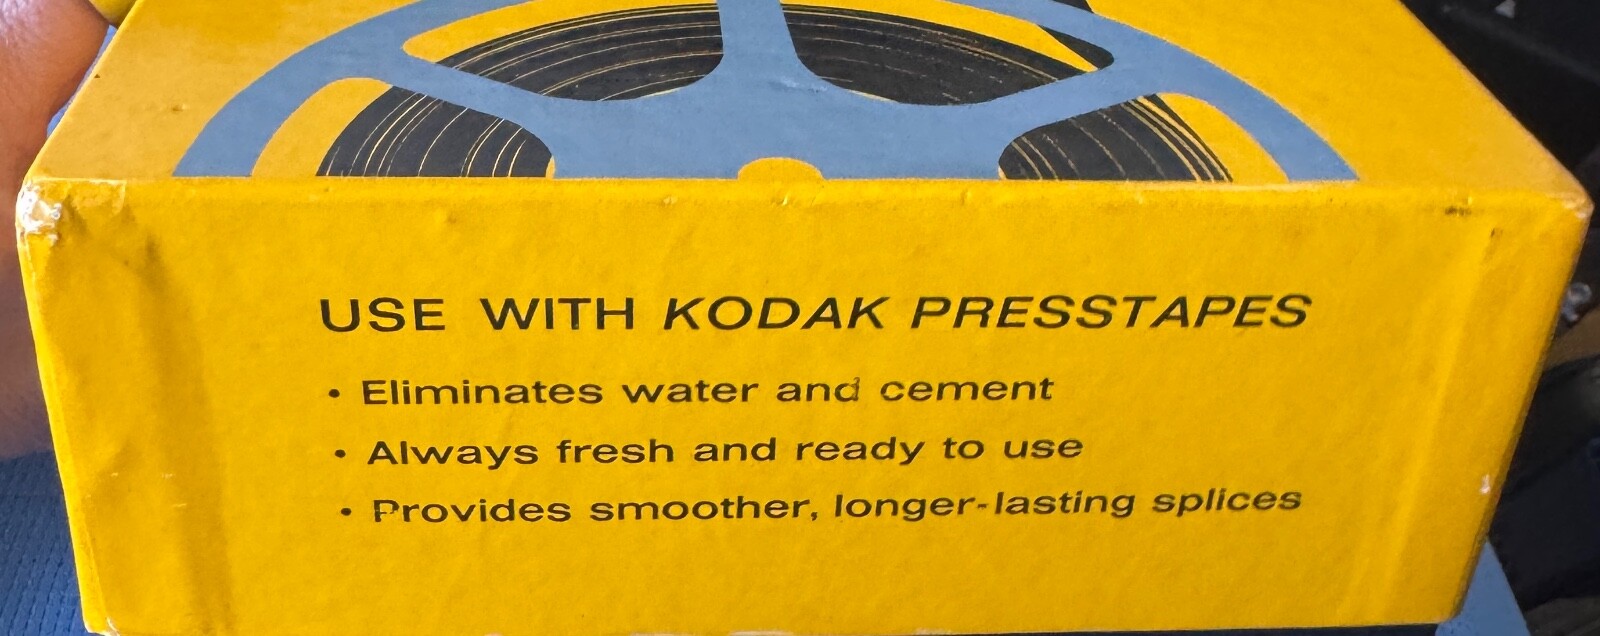 USE WITH KODAK PRESSTAPES
• Eliminates water and cement
• Always fresh and ready to use
• Provides smoother, longer-lasting splices